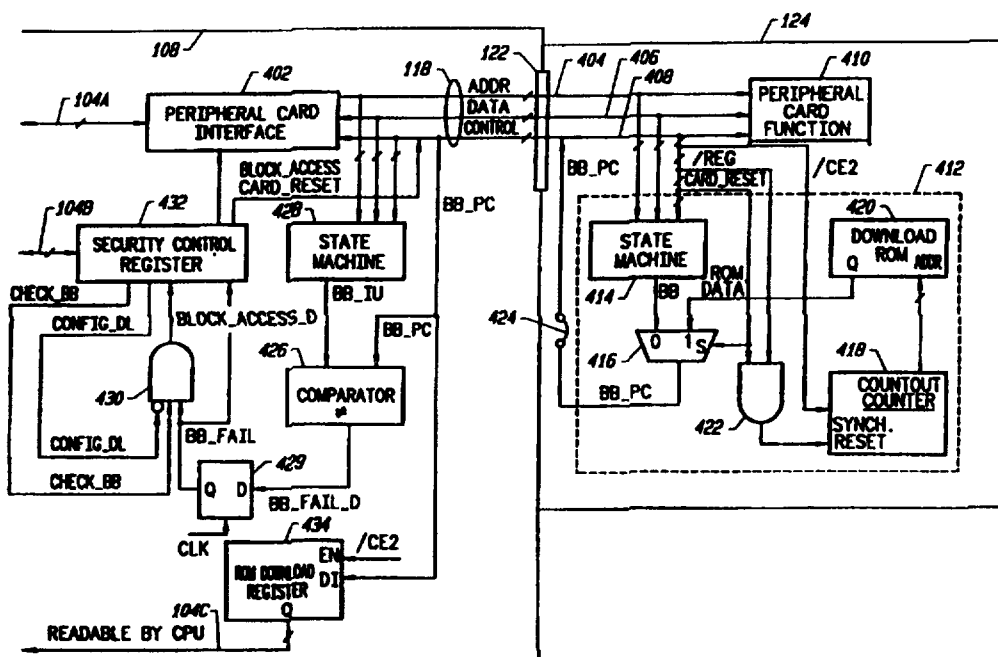 108
124
122
402
118
ADDR
404
406
408
410
104A
PERIPHERAL CARD
INTERFACE
DATA
CONTROL
PERIPHERAL
CARD
FUNCTION
BLOCK_ACCESS
CARD_RESET
BB_PC
BB_PC
/REG
CARD_RESET
/CE2
412
104B
432
SECURITY CONTROL
REGISTER
428
STATE
MACHINE
STATE
MACHINE
420
DOWNLOAD
ROM
Q
ADDR
CHECK_BB
CONFIG_DL
BLOCK_ACCESS_D
BB_IU
BB_PC
414
BB
ROM
DATA
424
416
0
1
S
418
COUNTOUT
COUNTER
SYNCH.
RESET
430
426
COMPARATOR
≠
BB_PC
422
CONFIG_DL
BB_FAIL
CHECK_BB
429
Q
D
BB_FAIL_D
CLK
434
EN
/CE2
ROM DOWNLOAD
REGISTER
DI
Q
104C
READABLE BY CPU